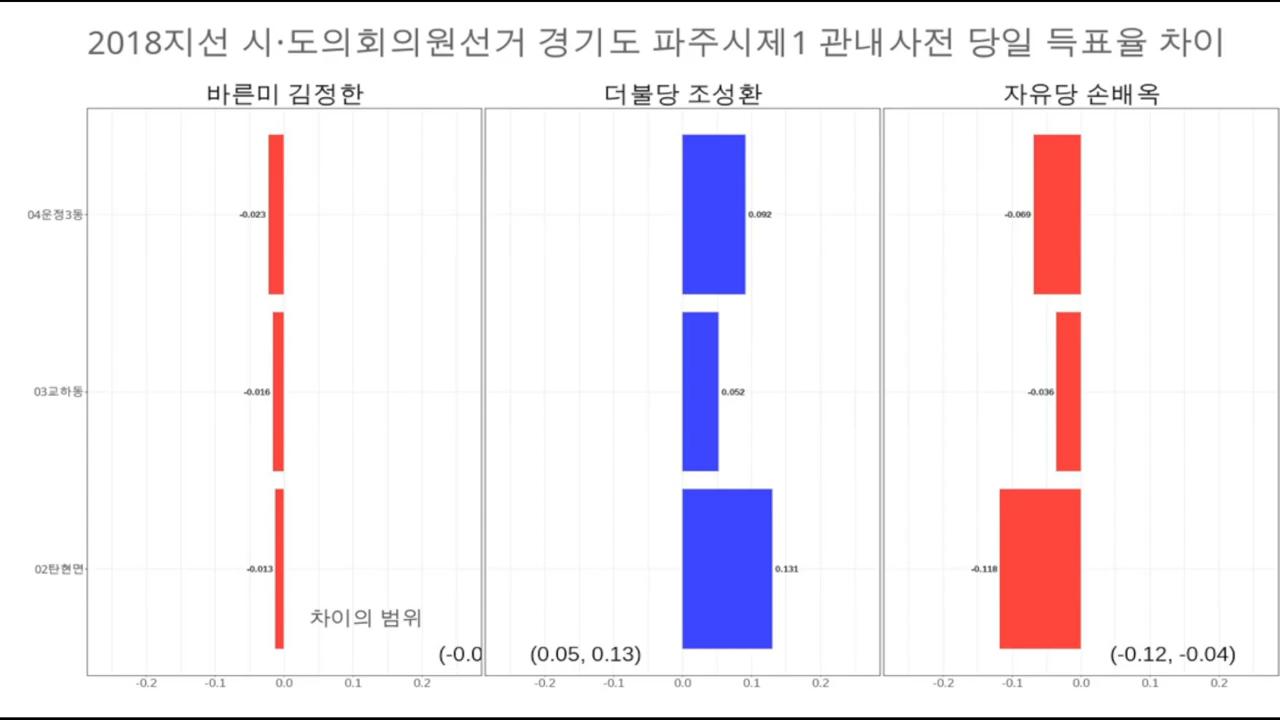 2018지선 시·도의회의원선거 경기도 파주시제1 관내사전 당일 득표율 차이
바른미 김정한
더불당 조성환
자유당 손배옥
04운정3동
-0.023
0.092
-0.069
03교하동
-0.016
0.052
-0.036
02탄현면
-0.013
0.131
-0.118
차이의 범위
(-0.0
(0.05, 0.13)
(-0.12, -0.04)
-0.2 -0.1 0.0 0.1 0.2
-0.2 -0.1 0.0 0.1 0.2
-0.2 -0.1 0.0 0.1 0.2